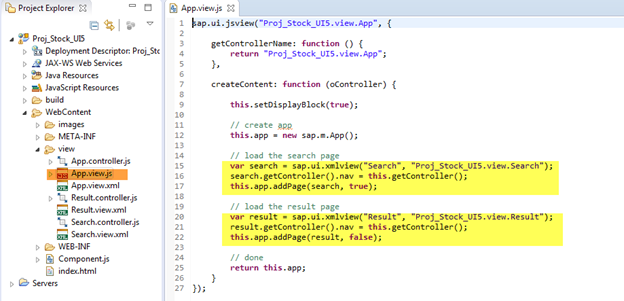 Project Explorer
Proj_Stock_UI5
Deployment Descriptor: Proj_Sto
JAX-WS Web Services
Java Resources
JavaScript Resources
build
WebContent
images
META-INF
view
App.controller.js
App.view.js
App.view.xml
Result.controller.js
Result.view.xml
Search.controller.js
Search.view.xml
WEB-INF
Component.js
index.html
Servers
App.view.js
1 sap.ui.jsview("Proj_Stock_UI5.view.App", {
2
3 getControllerName: function () {
4 return "Proj_Stock_UI5.view.App";
5 },
6
7 createContent: function (oController) {
8
9 this.setDisplayBlock(true);
10
11 // create app
12 this.app = new sap.m.App();
13
14 // load the search page
15 var search = sap.ui.xmlview("Search", "Proj_Stock_UI5.view.Search");
16 search.getController().nav = this.getController();
17 this.app.addPage(search, true);
18
19 // load the result page
20 var result = sap.ui.xmlview("Result", "Proj_Stock_UI5.view.Result");
21 result.getController().nav = this.getController();
22 this.app.addPage(result, false);
23
24 // done
25 return this.app;
26 }
27 });